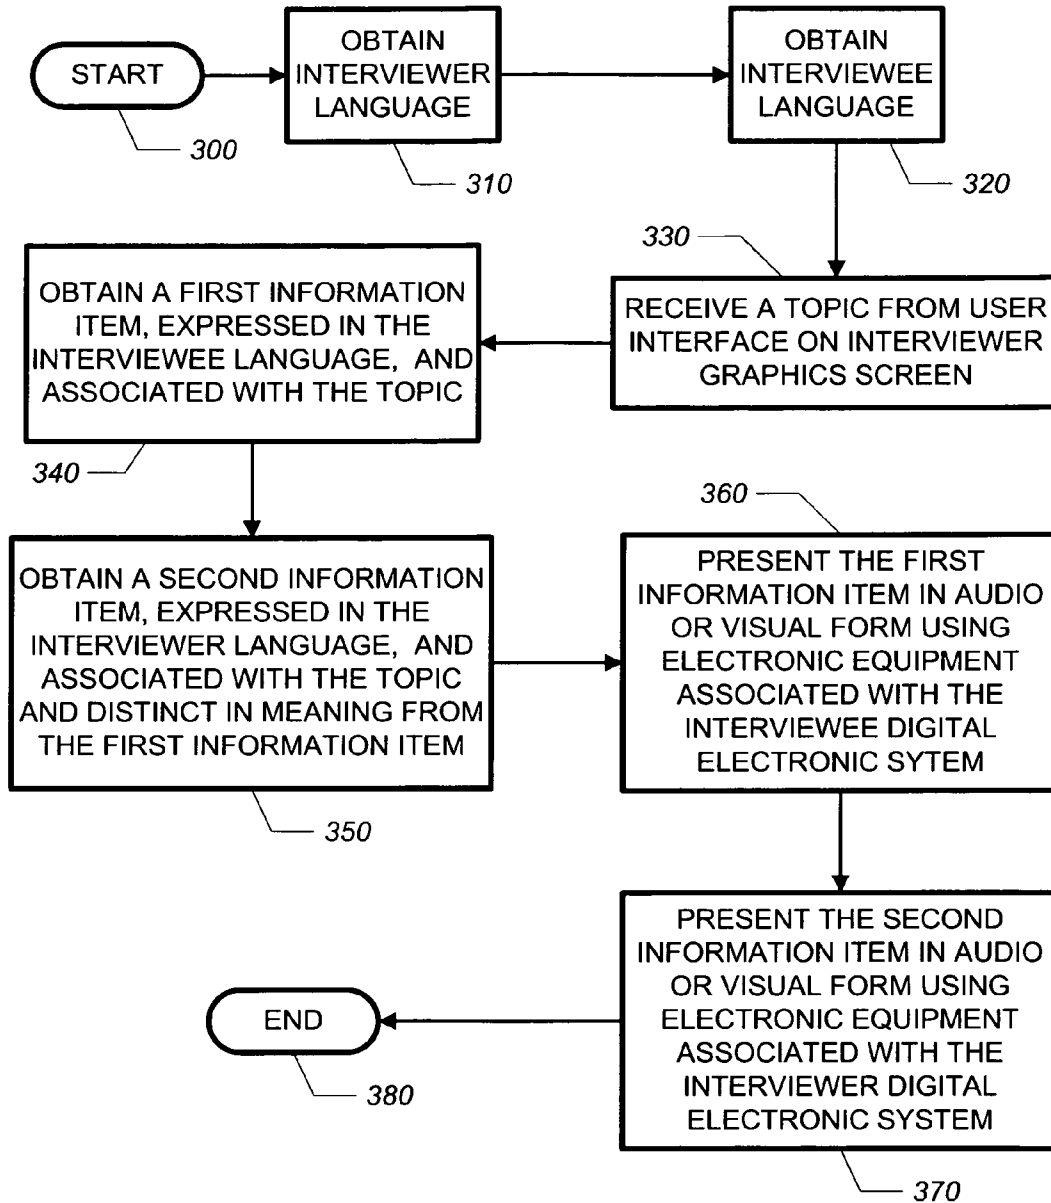 START
300
OBTAIN
INTERVIEWER
LANGUAGE
310
OBTAIN
INTERVIEWEE
LANGUAGE
320
330
RECEIVE A TOPIC FROM USER
INTERFACE ON INTERVIEWER
GRAPHICS SCREEN
OBTAIN A FIRST INFORMATION
ITEM, EXPRESSED IN THE
INTERVIEWEE LANGUAGE, AND
ASSOCIATED WITH THE TOPIC
340
OBTAIN A SECOND INFORMATION
ITEM, EXPRESSED IN THE
INTERVIEWER LANGUAGE, AND
ASSOCIATED WITH THE TOPIC
AND DISTINCT IN MEANING FROM
THE FIRST INFORMATION ITEM
350
360
PRESENT THE FIRST
INFORMATION ITEM IN AUDIO
OR VISUAL FORM USING
ELECTRONIC EQUIPMENT
ASSOCIATED WITH THE
INTERVIEWEE DIGITAL
ELECTRONIC SYTEM
PRESENT THE SECOND
INFORMATION ITEM IN AUDIO
OR VISUAL FORM USING
ELECTRONIC EQUIPMENT
ASSOCIATED WITH THE
INTERVIEWER DIGITAL
ELECTRONIC SYSTEM
370
END
380